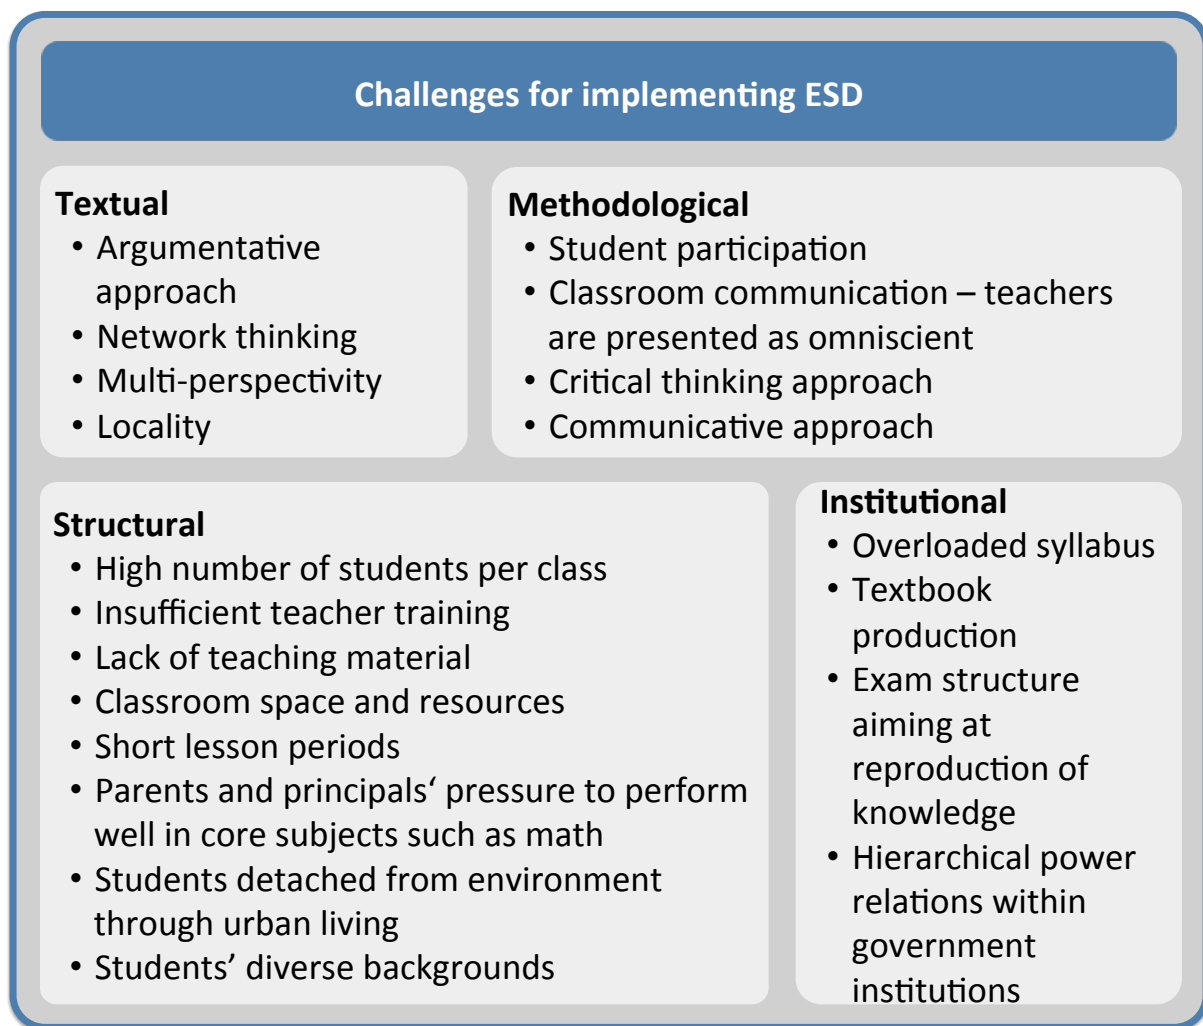 Challenges for implementing ESD
Textual
• Argumentative
approach
• Network thinking
• Multi-perspectivity
• Locality
Methodological
• Student participation
• Classroom communication – teachers
are presented as omniscient
• Critical thinking approach
• Communicative approach
Structural
• High number of students per class
• Insufficient teacher training
• Lack of teaching material
• Classroom space and resources
• Short lesson periods
• Parents and principals‘ pressure to perform
well in core subjects such as math
• Students detached from environment
through urban living
• Students’ diverse backgrounds
Institutional
• Overloaded syllabus
• Textbook
production
• Exam structure
aiming at
reproduction of
knowledge
• Hierarchical power
relations within
government
institutions